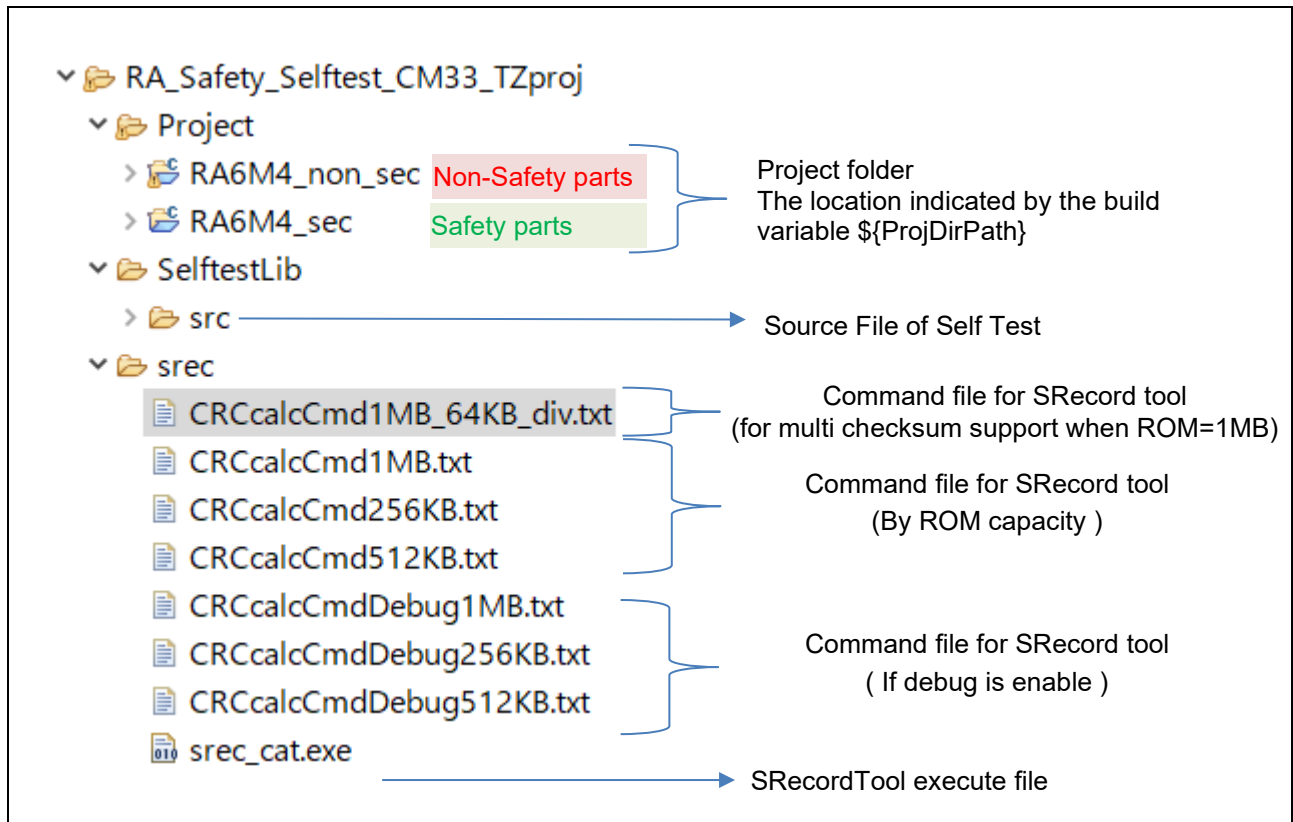 RA_Safety_Selftest_CM33_TZproj
Project
RA6M4_non_sec Non-Safety parts
RA6M4_sec Safety parts
Project folder
The location indicated by the build
variable ${ProjDirPath}
SelftestLib
src
Source File of Self Test
srec
CRCcalcCmd1MB_64KB_div.txt
Command file for SRecord tool
(for multi checksum support when ROM=1MB)
CRCcalcCmd1MB.txt
CRCcalcCmd256KB.txt
CRCcalcCmd512KB.txt
Command file for SRecord tool
(By ROM capacity )
CRCcalcCmdDebug1MB.txt
CRCcalcCmdDebug256KB.txt
CRCcalcCmdDebug512KB.txt
Command file for SRecord tool
( If debug is enable )
srec_cat.exe
SRecordTool execute file